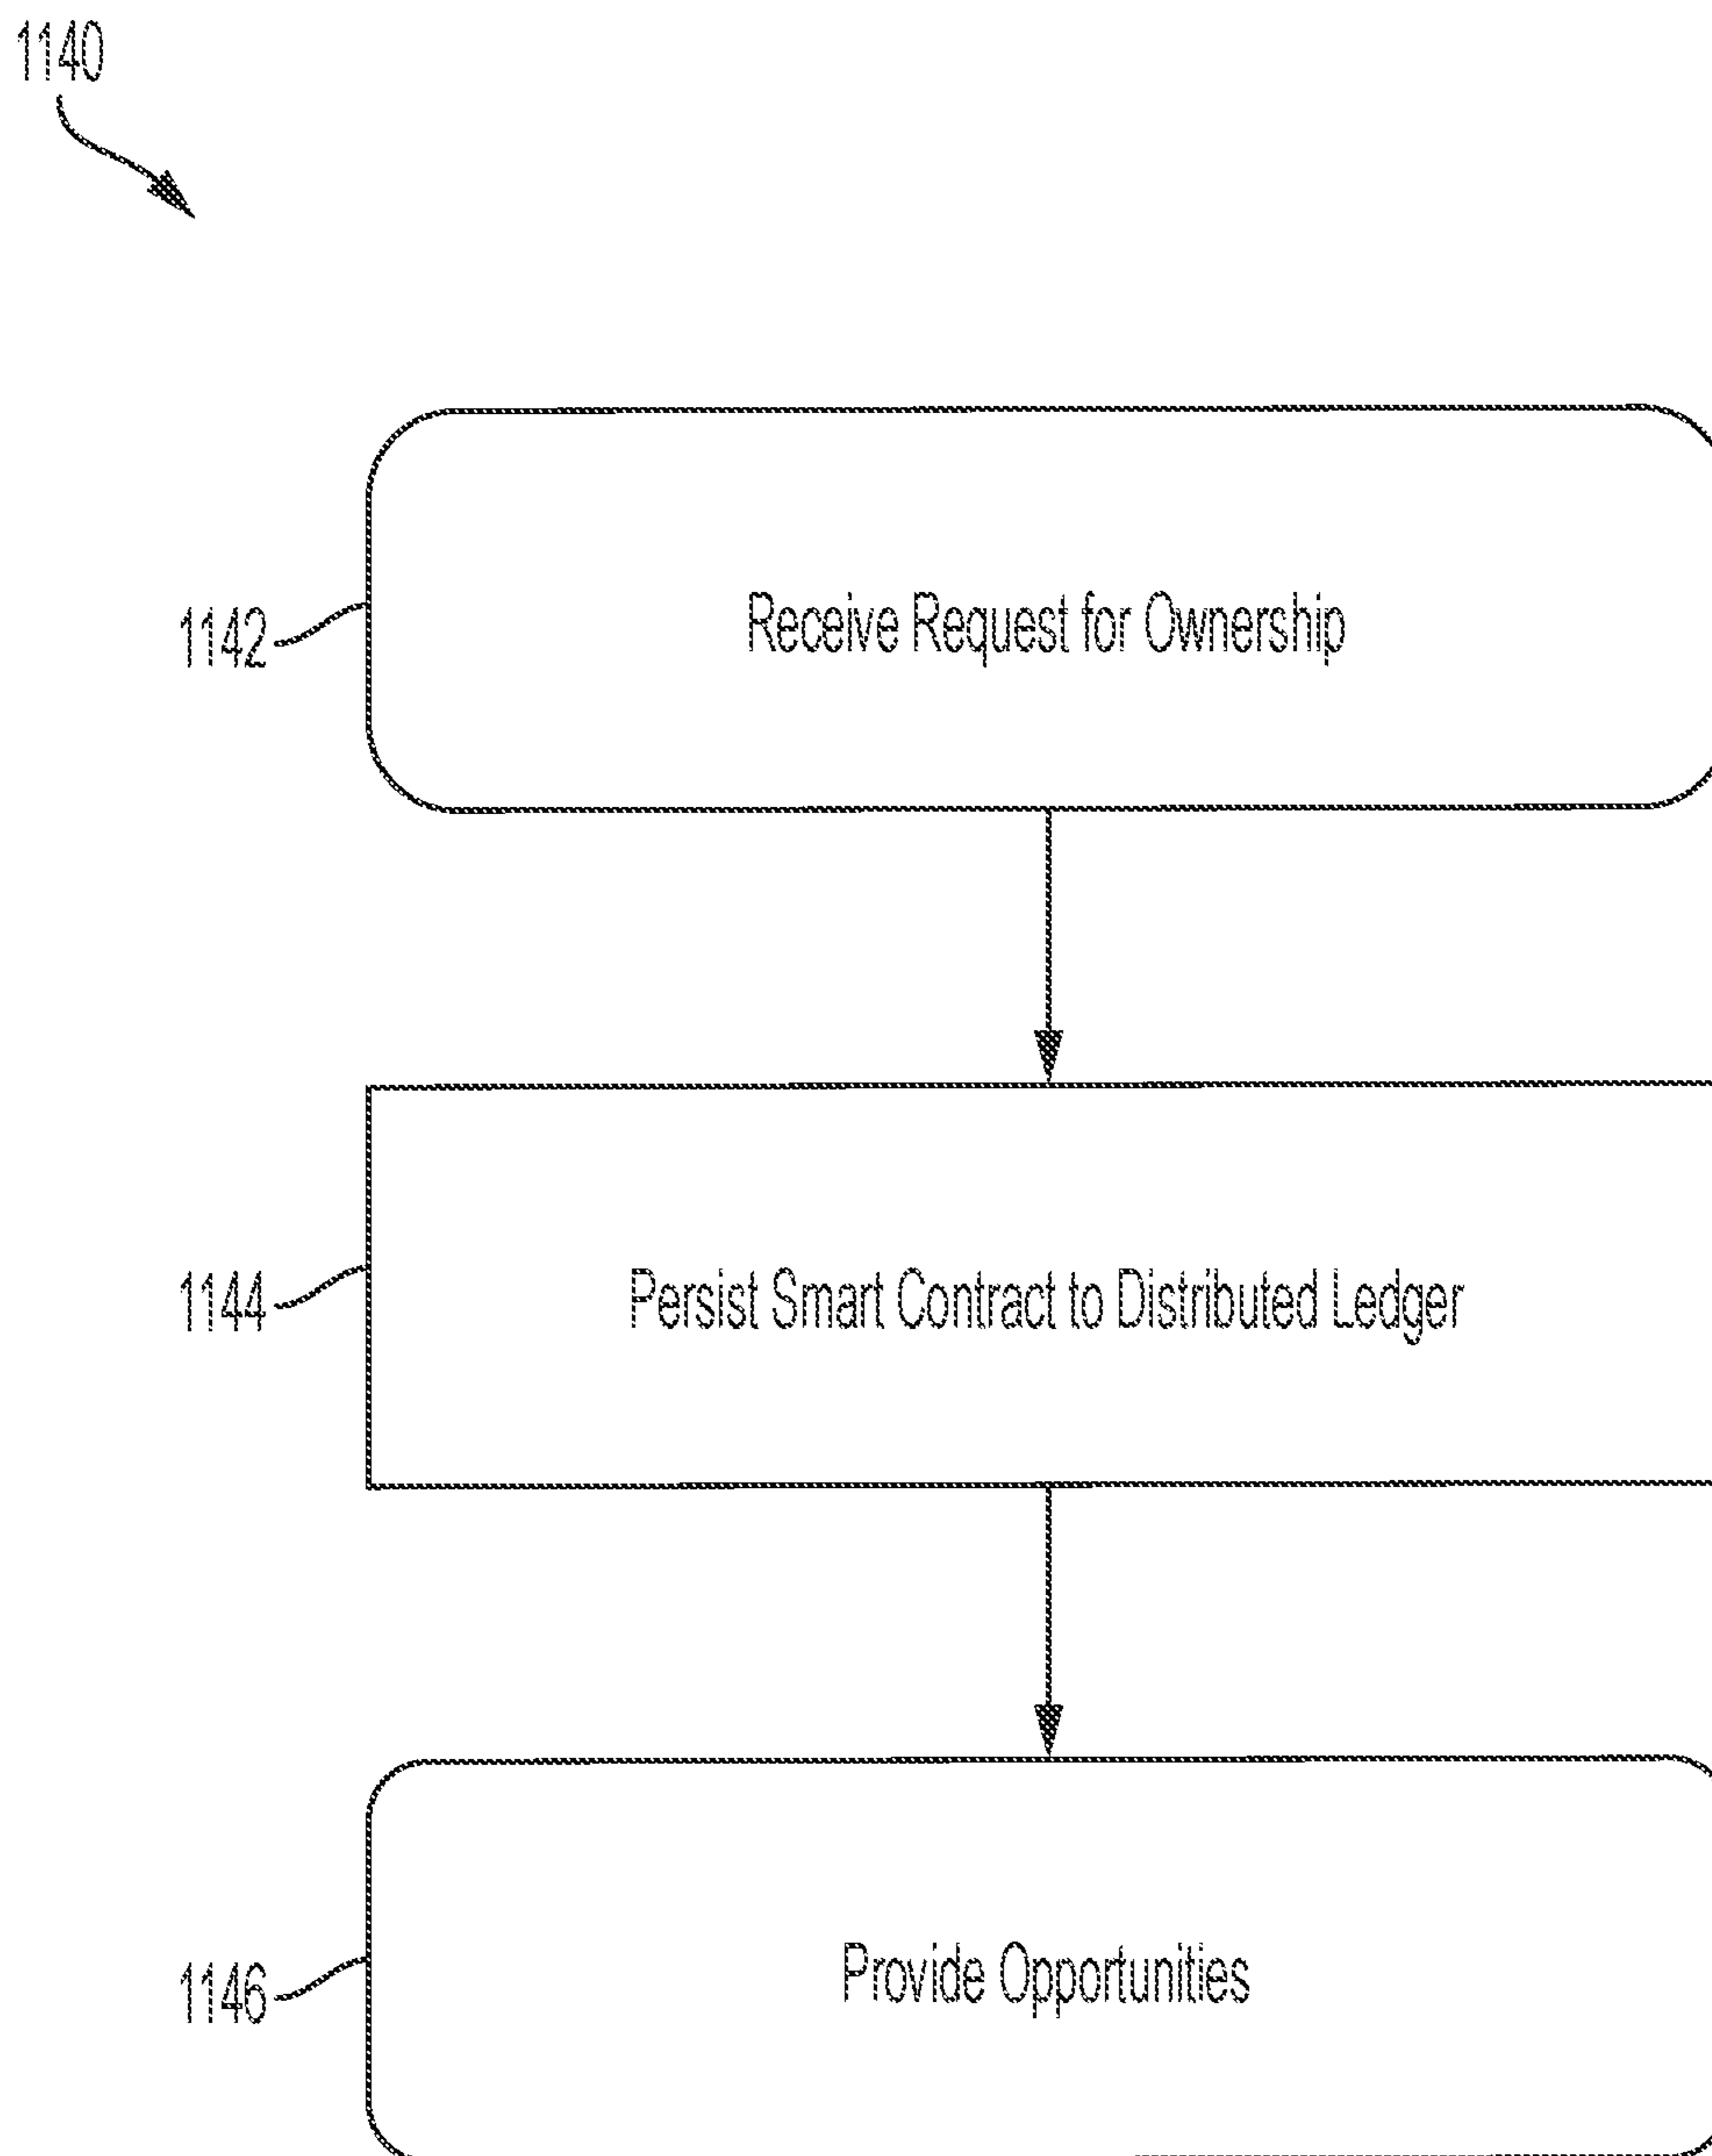 1140
1142
Receive Request for Ownership
1144
Persist Smart Contract to Distributed Ledger
1146
Provide Opportunities